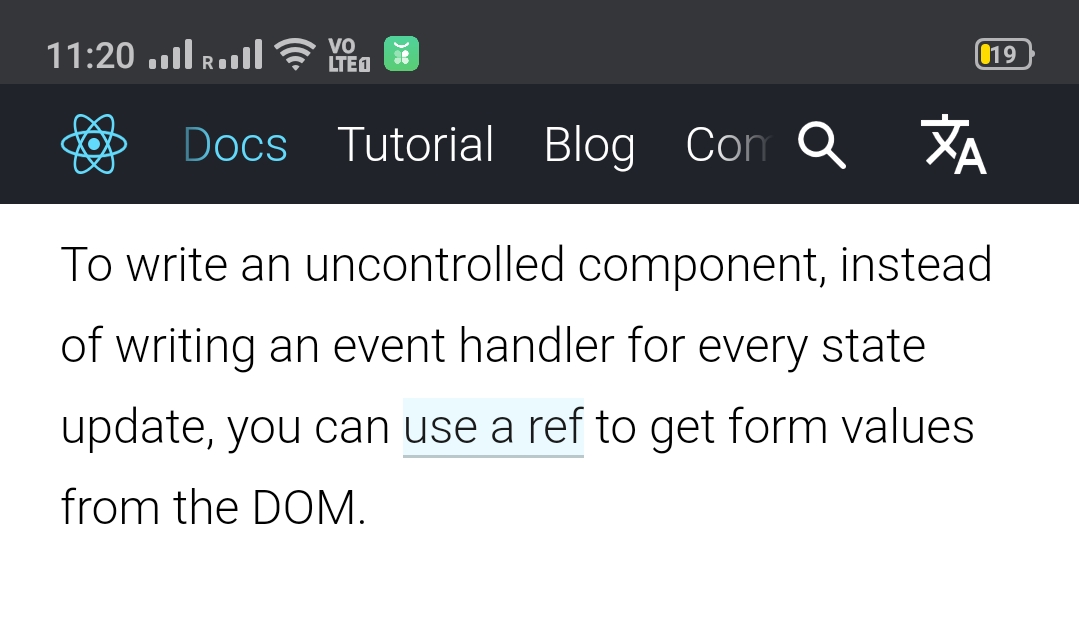 11:20 R VO LTE1 19
Docs Tutorial Blog Com
To write an uncontrolled component, instead
of writing an event handler for every state
update, you can use a ref to get form values
from the DOM.